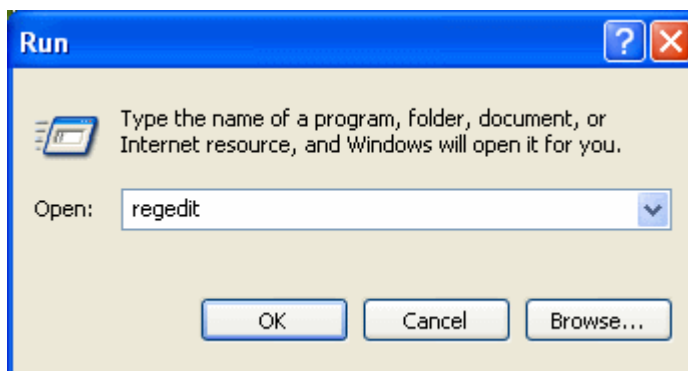 Run
Type the name of a program, folder, document, or
Internet resource, and Windows will open it for you.
Open: regedit
OK Cancel Browse...